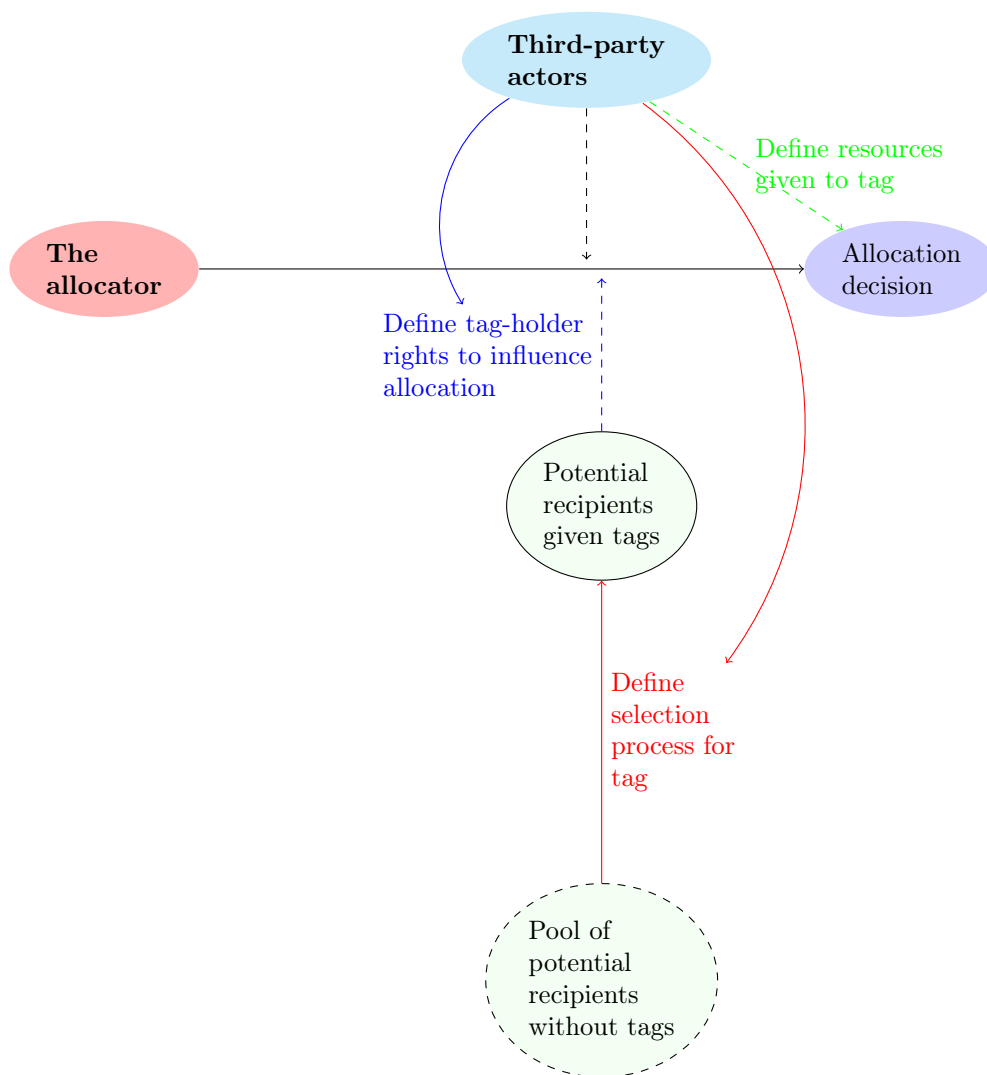 Third-party
actors
Define resources
given to tag
The
allocator
Allocation
decision
Define tag-holder
rights to influence
allocation
Potential
recipients
given tags
Define
selection
process for
tag
Pool of
potential
recipients
without tags